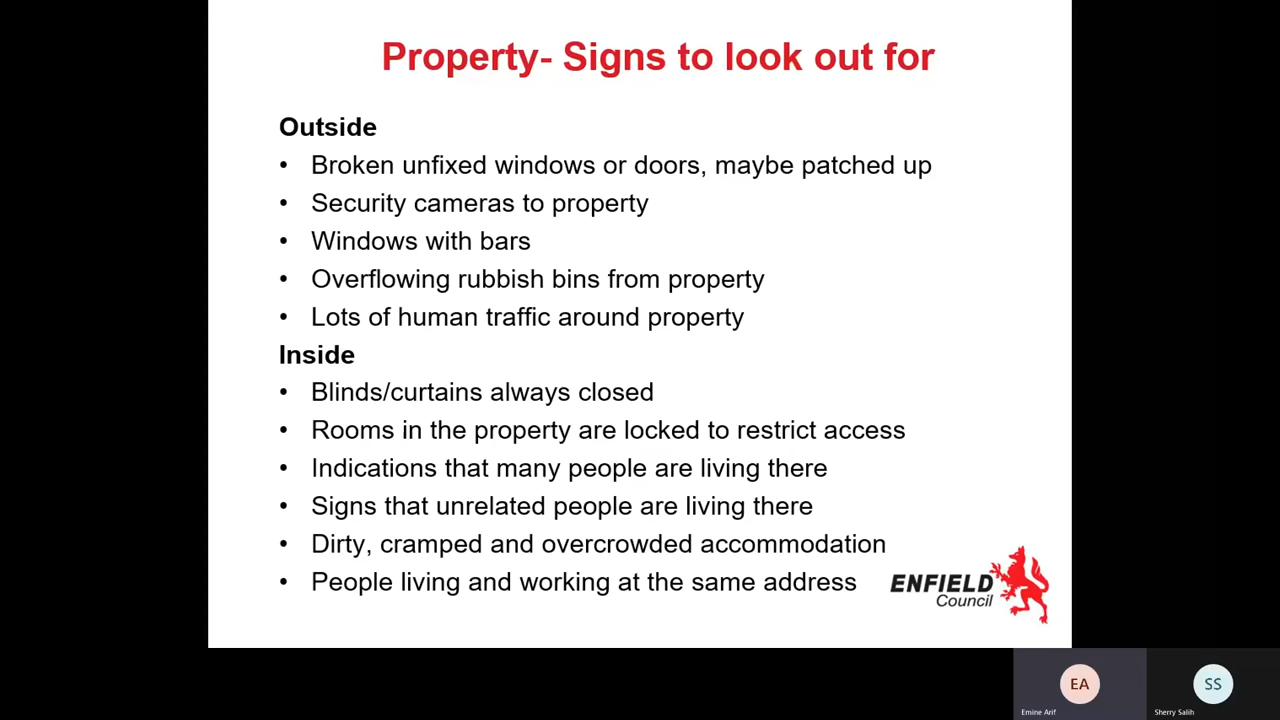 Property- Signs to look out for
Outside
• Broken unfixed windows or doors, maybe patched up
• Security cameras to property
• Windows with bars
• Overflowing rubbish bins from property
• Lots of human traffic around property
Inside
• Blinds/curtains always closed
• Rooms in the property are locked to restrict access
• Indications that many people are living there
• Signs that unrelated people are living there
• Dirty, cramped and overcrowded accommodation
• People living and working at the same address
ENFIELD
Council
EA
SS
Emine Arif
Sherry Salih